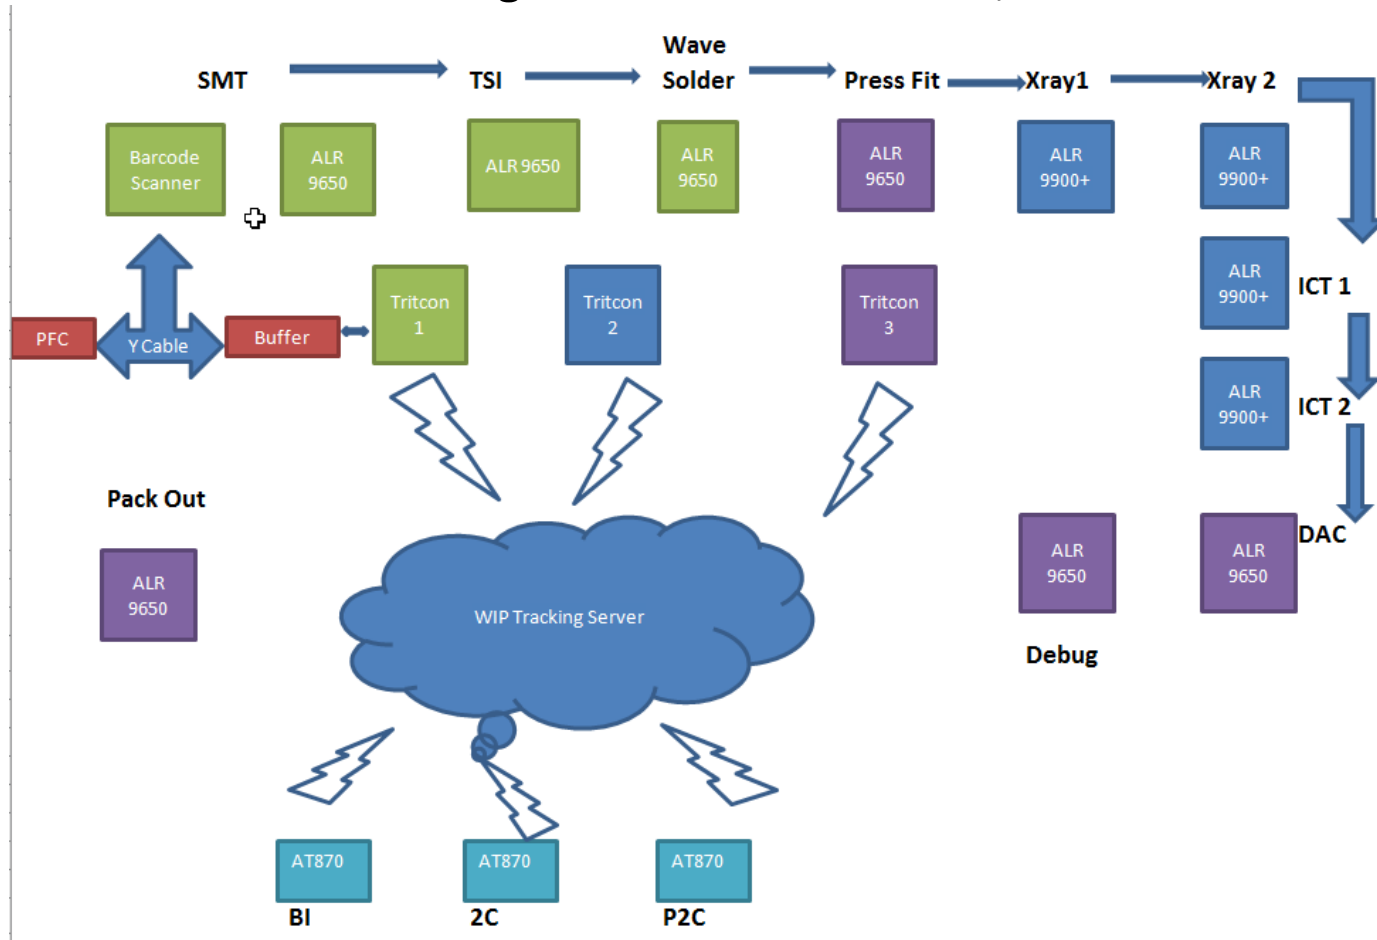 SMT
TSI
Wave
Solder
Press Fit
Xray1
Xray 2
Barcode
Scanner
ALR
9650
ALR 9650
ALR
9650
ALR
9650
ALR
9900+
ALR
9900+
ALR
9900+
ICT 1
Tritcon
1
Tritcon
2
Tritcon
3
PFC
Y Cable
Buffer
ALR
9900+
ICT 2
Pack Out
ALR
9650
WIP Tracking Server
ALR
9650
ALR
9650
DAC
Debug
AT870
AT870
AT870
BI
2C
P2C